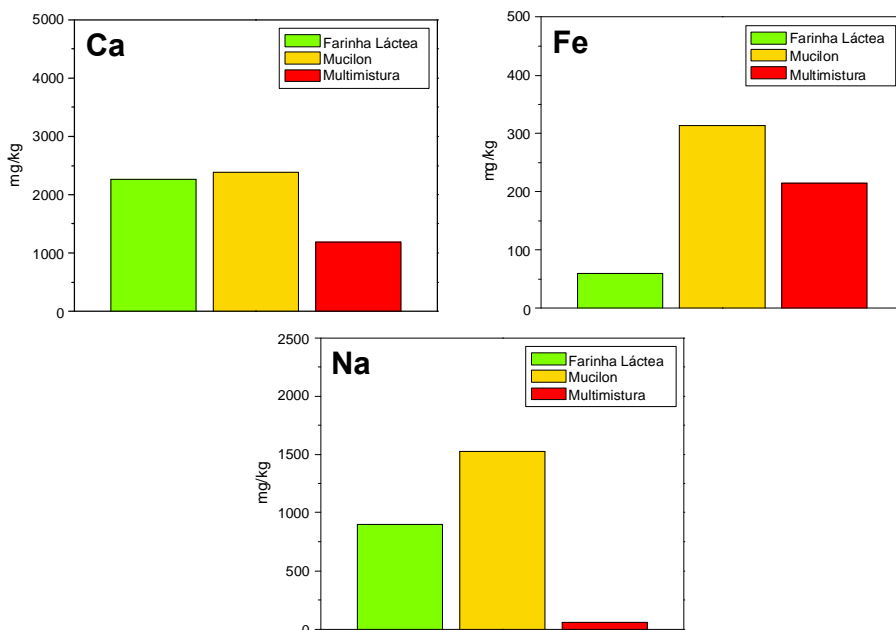 Ca
Farinha Láctea
Mucilon
Multimistura
5000
4000
3000
2000
1000
0
mg/kg
Fe
Farinha Láctea
Mucilon
Multimistura
500
400
300
200
100
0
mg/kg
Na
Farinha Láctea
Mucilon
Multimistura
2500
2000
1500
1000
500
0
mg/kg